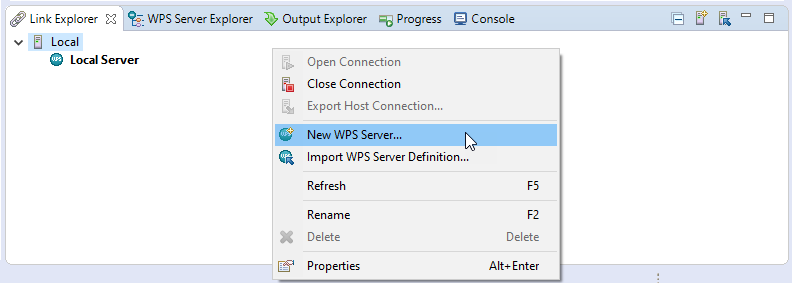 Link Explorer WPS Server Explorer Output Explorer Progress Console
Local
WPS Local Server
Open Connection
Close Connection
Export Host Connection...
New WPS Server...
Import WPS Server Definition...
Refresh F5
Rename F2
Delete Delete
Properties Alt+Enter